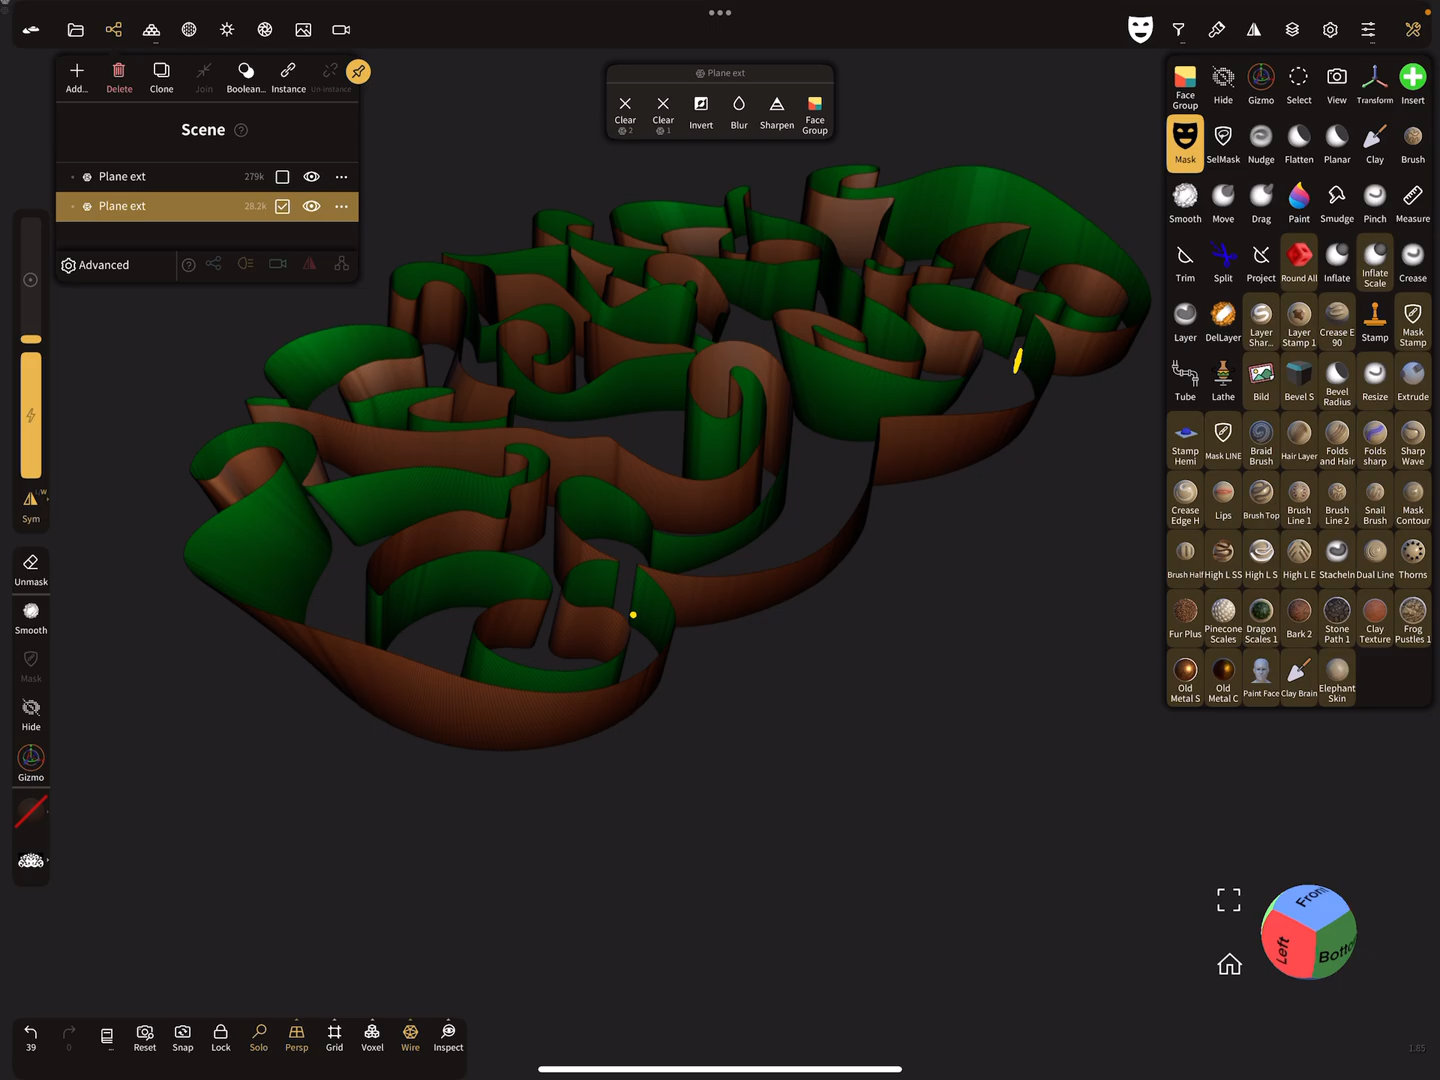 Add...
Delete
Clone
Join
Boolean...
Instance
Un-instance
Scene
Plane ext 279k
Plane ext 28.2k
Advanced
Plane ext
Clear
2
Clear
1
Invert
Blur
Sharpen
Face
Group
Face
Group
Hide
Gizmo
Select
View
Transform
Insert
Mask
SelMask
Nudge
Flatten
Planar
Clay
Brush
Smooth
Move
Drag
Paint
Smudge
Pinch
Measure
Trim
Split
Project
Round All
Inflate
Inflate
Scale
Crease
Layer
DelLayer
Layer
Shar...
Layer
Stamp 1
Crease E
90
Stamp
Mask
Stamp
Tube
Lathe
Bild
Bevel S
Bevel
Radius
Resize
Extrude
Stamp
Hemi
Mask LINE
Braid
Brush
Hair Layer
Folds
and Hair
Folds
sharp
Sharp
Wave
Crease
Edge H
Lips
Brush Top
Brush
Line 1
Brush
Line 2
Snail
Brush
Mask
Contour
Brush Half
High L SS
High L S
High L E
Stacheln
Dual Line
Thorns
Fur Plus
Pinecone
Scales
Dragon
Scales 1
Bark 2
Stone
Path 1
Clay
Texture
Frog
Pustles 1
Old
Metal S
Old
Metal C
Paint Face
Clay Brain
Elephant
Skin
Sym
Unmask
Smooth
Mask
Hide
Gizmo
Front
Left
Botto
39
0
...
Reset
Snap
Lock
Solo
Persp
Grid
Voxel
Wire
Inspect
1.85